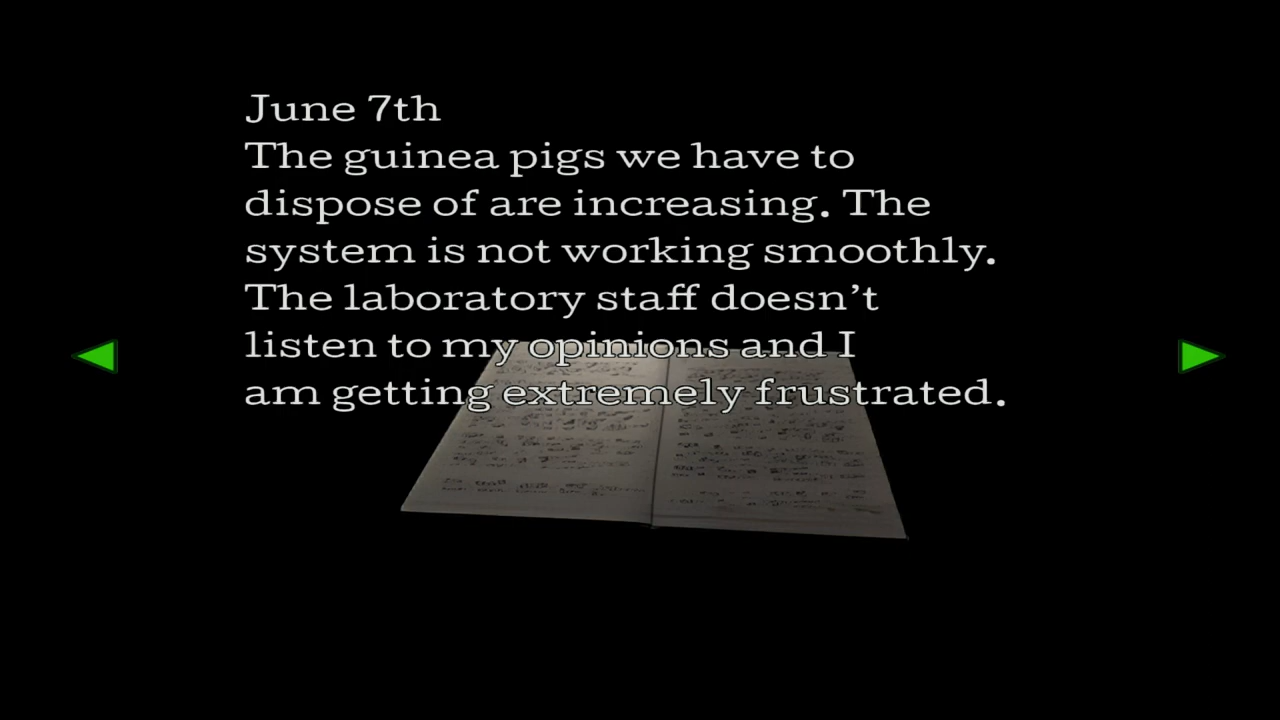 June 7th
The guinea pigs we have to
dispose of are increasing. The
system is not working smoothly.
The laboratory staff doesn’t
listen to my opinions and I
am getting extremely frustrated.